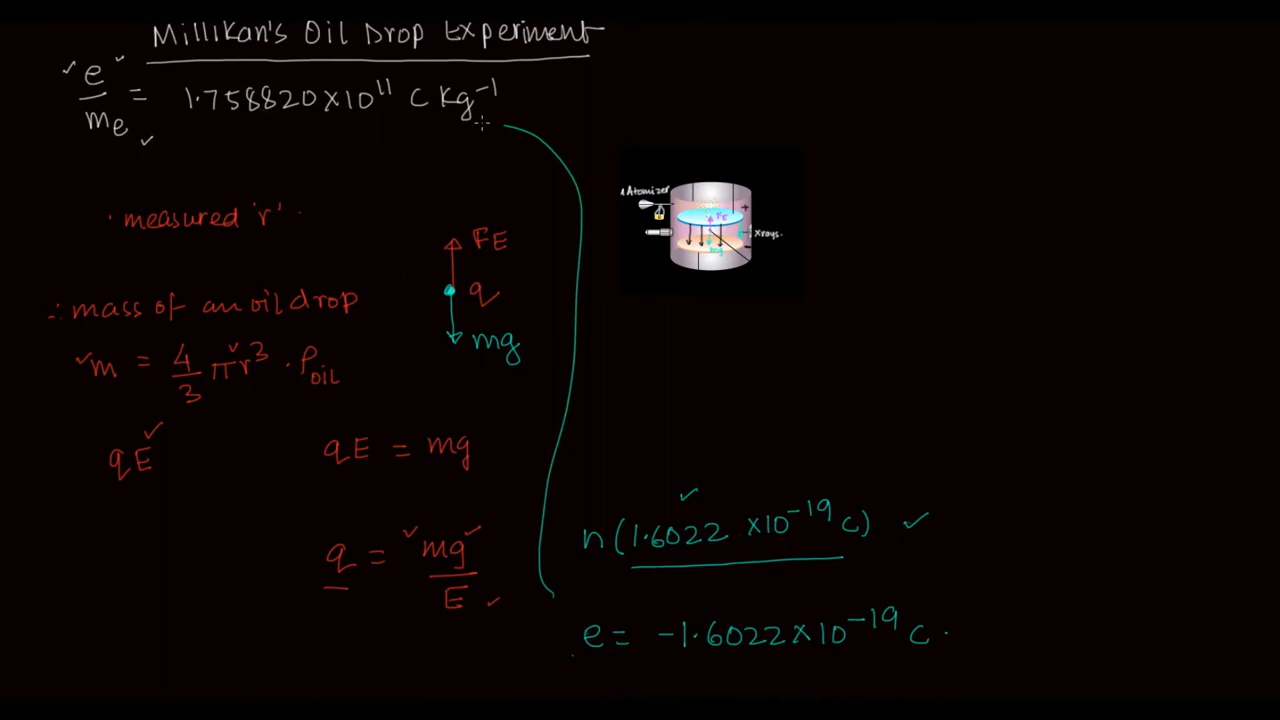 Millikan's Oil Drop Experiment
e/me = 1.758820×10^11 C Kg^-1
measured 'r'
∴ mass of an oil drop
m = 4/3 πr^3 · ρOIL
qE
FE
q
mg
qE = mg
q = mg/E
Atomizer
+
FE
Xrays.
mg
n(1.6022 ×10^-19 C)
e = -1.6022×10^-19 C.